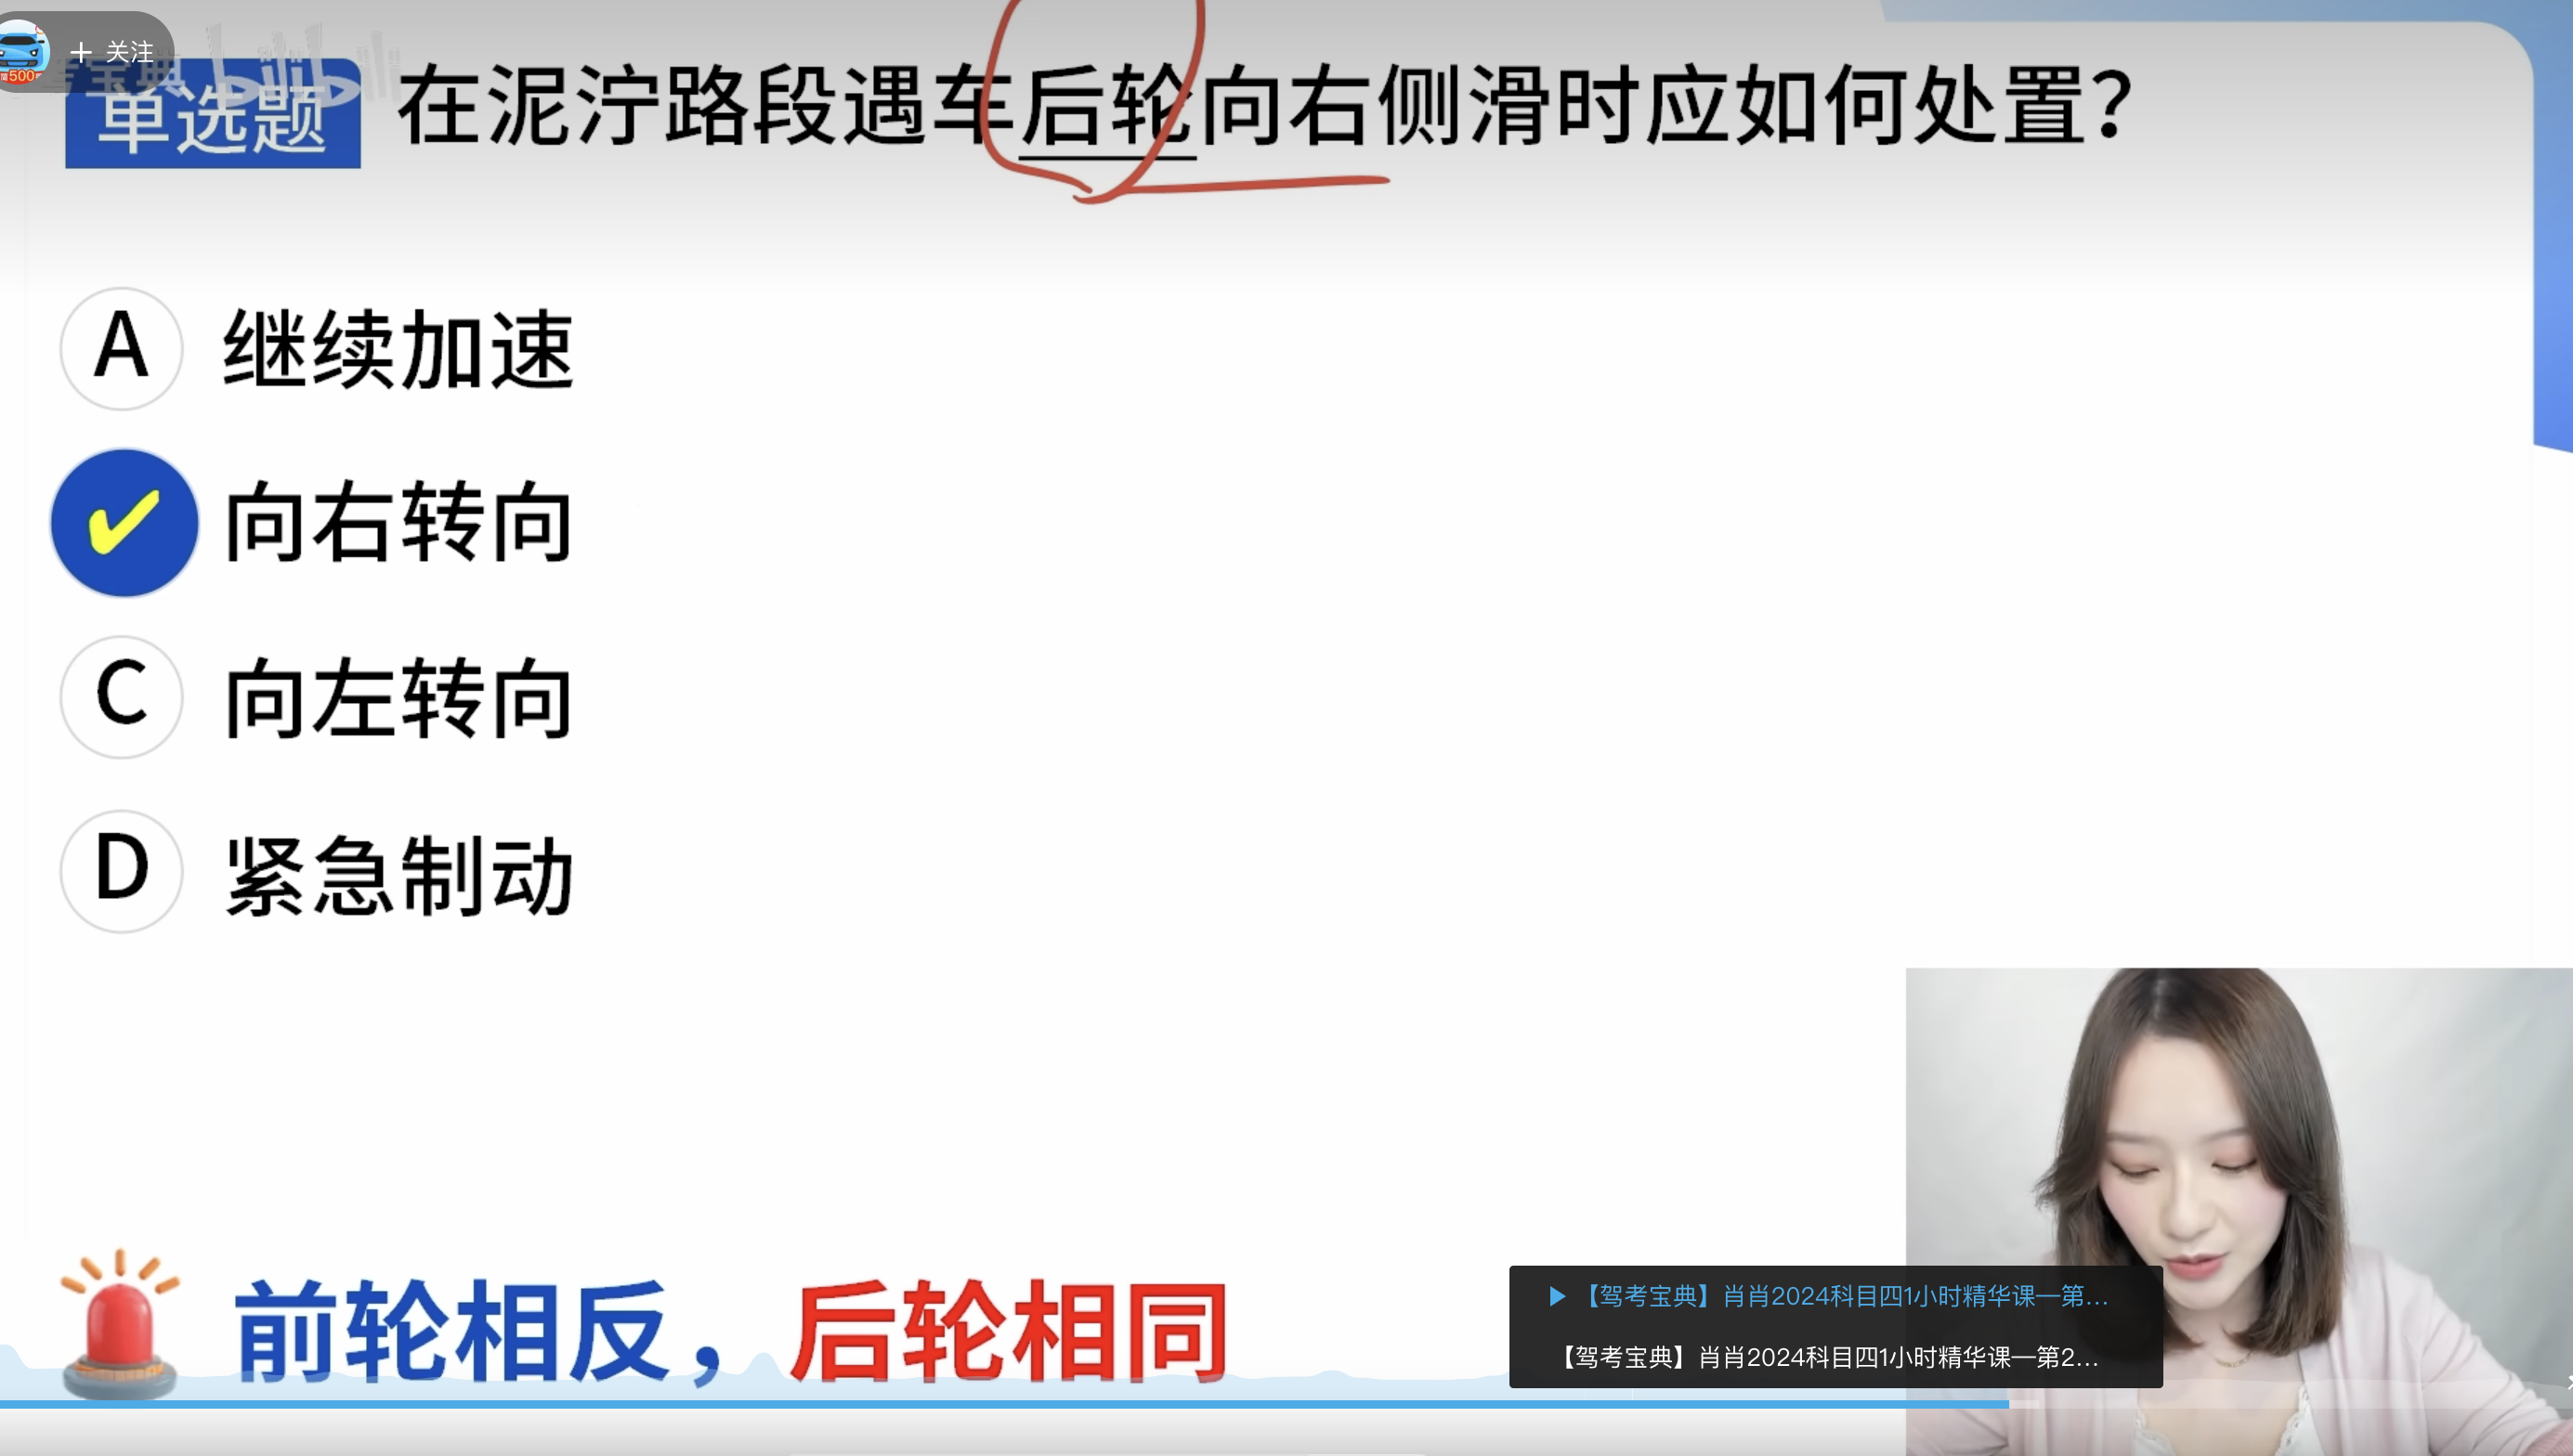 + 关注
500
单选题
在泥泞路段遇车后轮向右侧滑时应如何处置？
A 继续加速
✔ 向右转向
C 向左转向
D 紧急制动
前轮相反，后轮相同
【驾考宝典】肖肖2024科目四1小时精华课—第...
【驾考宝典】肖肖2024科目四1小时精华课—第2...